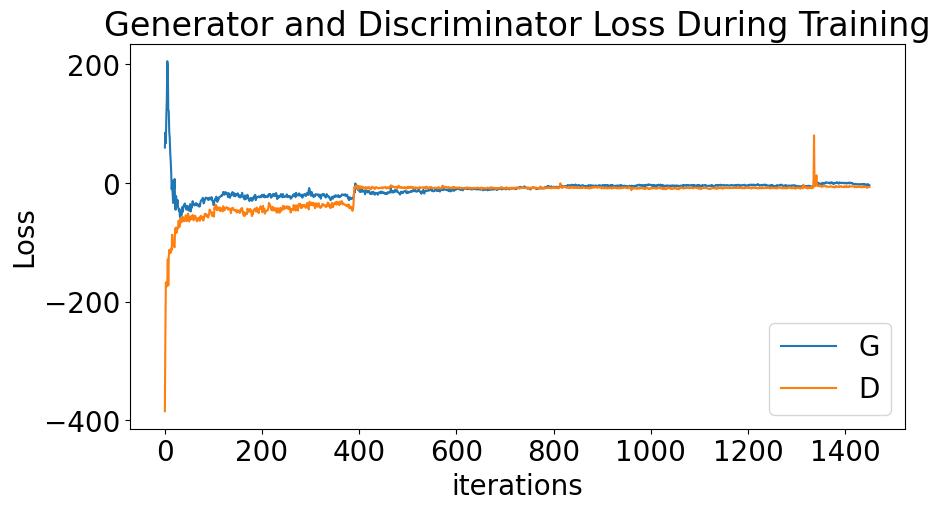 Generator and Discriminator Loss During Training
200
0
−200
−400
Loss
0 200 400 600 800 1000 1200 1400
iterations
G
D